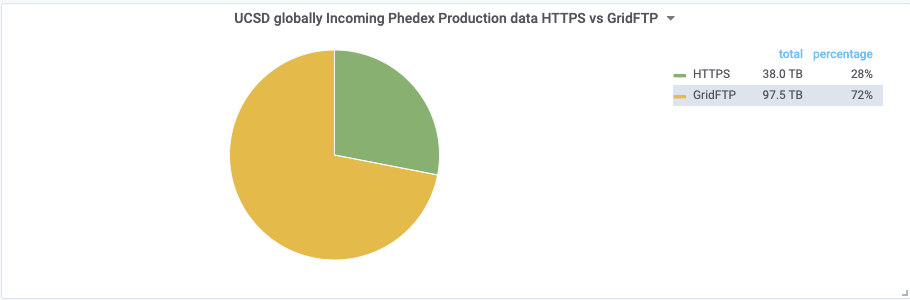 UCSD globally Incoming Phedex Production data HTTPS vs GridFTP
total percentage
HTTPS 38.0 TB 28%
GridFTP 97.5 TB 72%